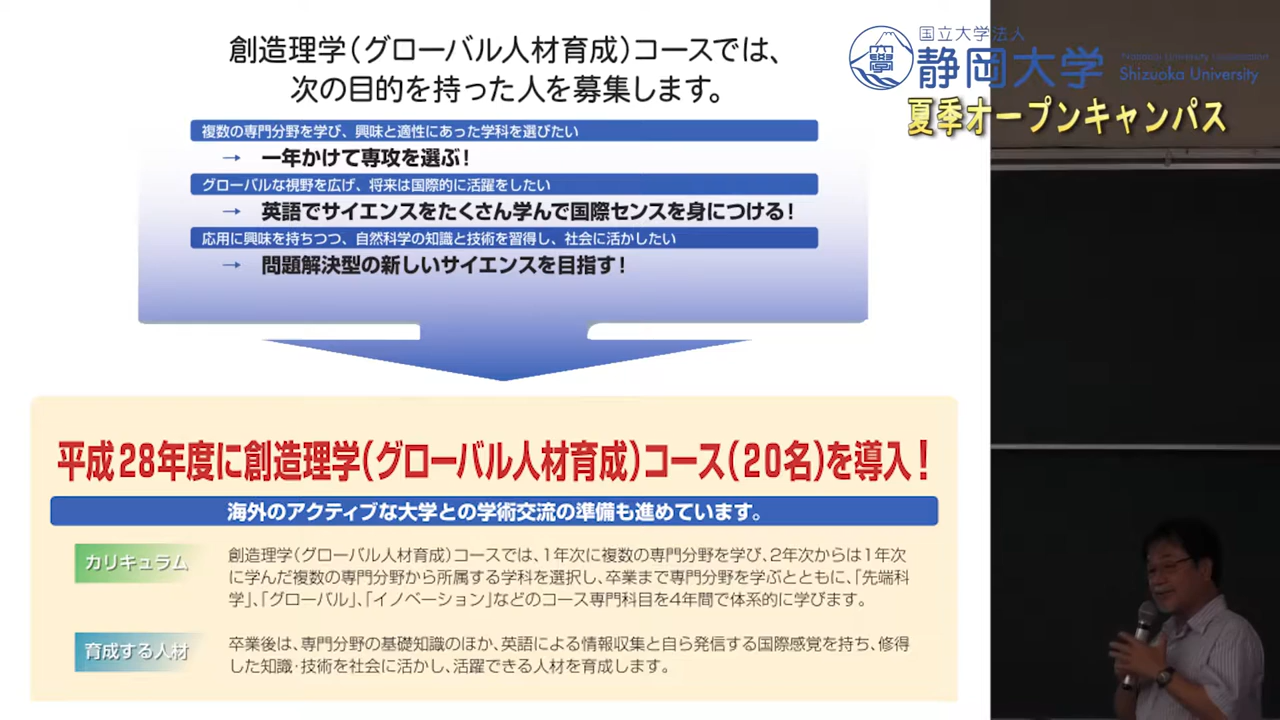 創造理学(グローバル人材育成)コースでは、
次の目的を持った人を募集します。
複数の専門分野を学び、興味と適性にあった学科を選びたい
→ 一年かけて専攻を選ぶ!
グローバルな視野を広げ、将来は国際的に活躍をしたい
→ 英語でサイエンスをたくさん学んで国際センスを身につける!
応用に興味を持ちつつ、自然科学の知識と技術を習得し、社会に活かしたい
→ 問題解決型の新しいサイエンスを目指す!
平成28年度に創造理学(グローバル人材育成)コース(20名)を導入!
海外のアクティブな大学との学術交流の準備も進めています。
カリキュラム
創造理学(グローバル人材育成)コースでは、1年次に複数の専門分野を学び、2年次からは1年次
に学んだ複数の専門分野から所属する学科を選択し、卒業まで専門分野を学ぶとともに、「先端科
学」、「グローバル」、「イノベーション」などのコース専門科目を4年間で体系的に学びます。
育成する人材
卒業後は、専門分野の基礎知識のほか、英語による情報収集と自ら発信する国際感覚を持ち、修得
した知識・技術を社会に活かし、活躍できる人材を育成します。
国立大学法人
静岡大学
Shizuoka University
夏季オープンキャンパス